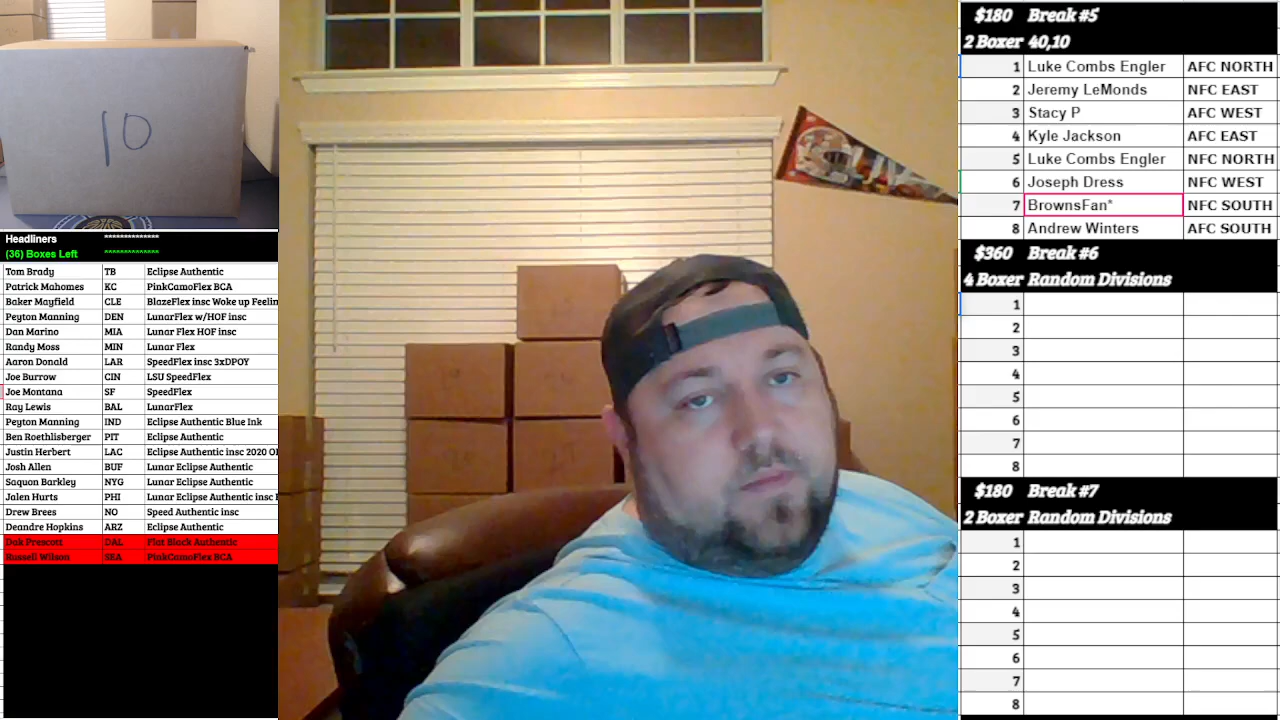 10
Headliners **************
(36) Boxes Left **************
Tom Brady TB Eclipse Authentic
Patrick Mahomes KC PinkCamoFlex BCA
Baker Mayfield CLE BlazeFlex insc Woke up Feelin
Peyton Manning DEN LunarFlex w/HOF insc
Dan Marino MIA Lunar Flex HOF insc
Randy Moss MIN Lunar Flex
Aaron Donald LAR SpeedFlex insc 3xDPOY
Joe Burrow CIN LSU SpeedFlex
Joe Montana SF SpeedFlex
Ray Lewis BAL LunarFlex
Peyton Manning IND Eclipse Authentic Blue Ink
Ben Roethlisberger PIT Eclipse Authentic
Justin Herbert LAC Eclipse Authentic insc 2020
Josh Allen BUF Lunar Eclipse Authentic
Saquon Barkley NYG Lunar Eclipse Authentic
Jalen Hurts PHI Lunar Eclipse Authentic insc
Drew Brees NO Speed Authentic insc
Deandre Hopkins ARZ Eclipse Authentic
Dak Prescott DAL Flat Black Authentic
Russell Wilson SEA PinkCamoFlex BCA
$180 Break #5
2 Boxer 40,10
1 Luke Combs Engler AFC NORTH
2 Jeremy LeMonds NFC EAST
3 Stacy P AFC WEST
4 Kyle Jackson AFC EAST
5 Luke Combs Engler NFC NORTH
6 Joseph Dress NFC WEST
7 BrownsFan* NFC SOUTH
8 Andrew Winters AFC SOUTH
$360 Break #6
4 Boxer Random Divisions
1
2
3
4
5
6
7
8
$180 Break #7
2 Boxer Random Divisions
1
2
3
4
5
6
7
8